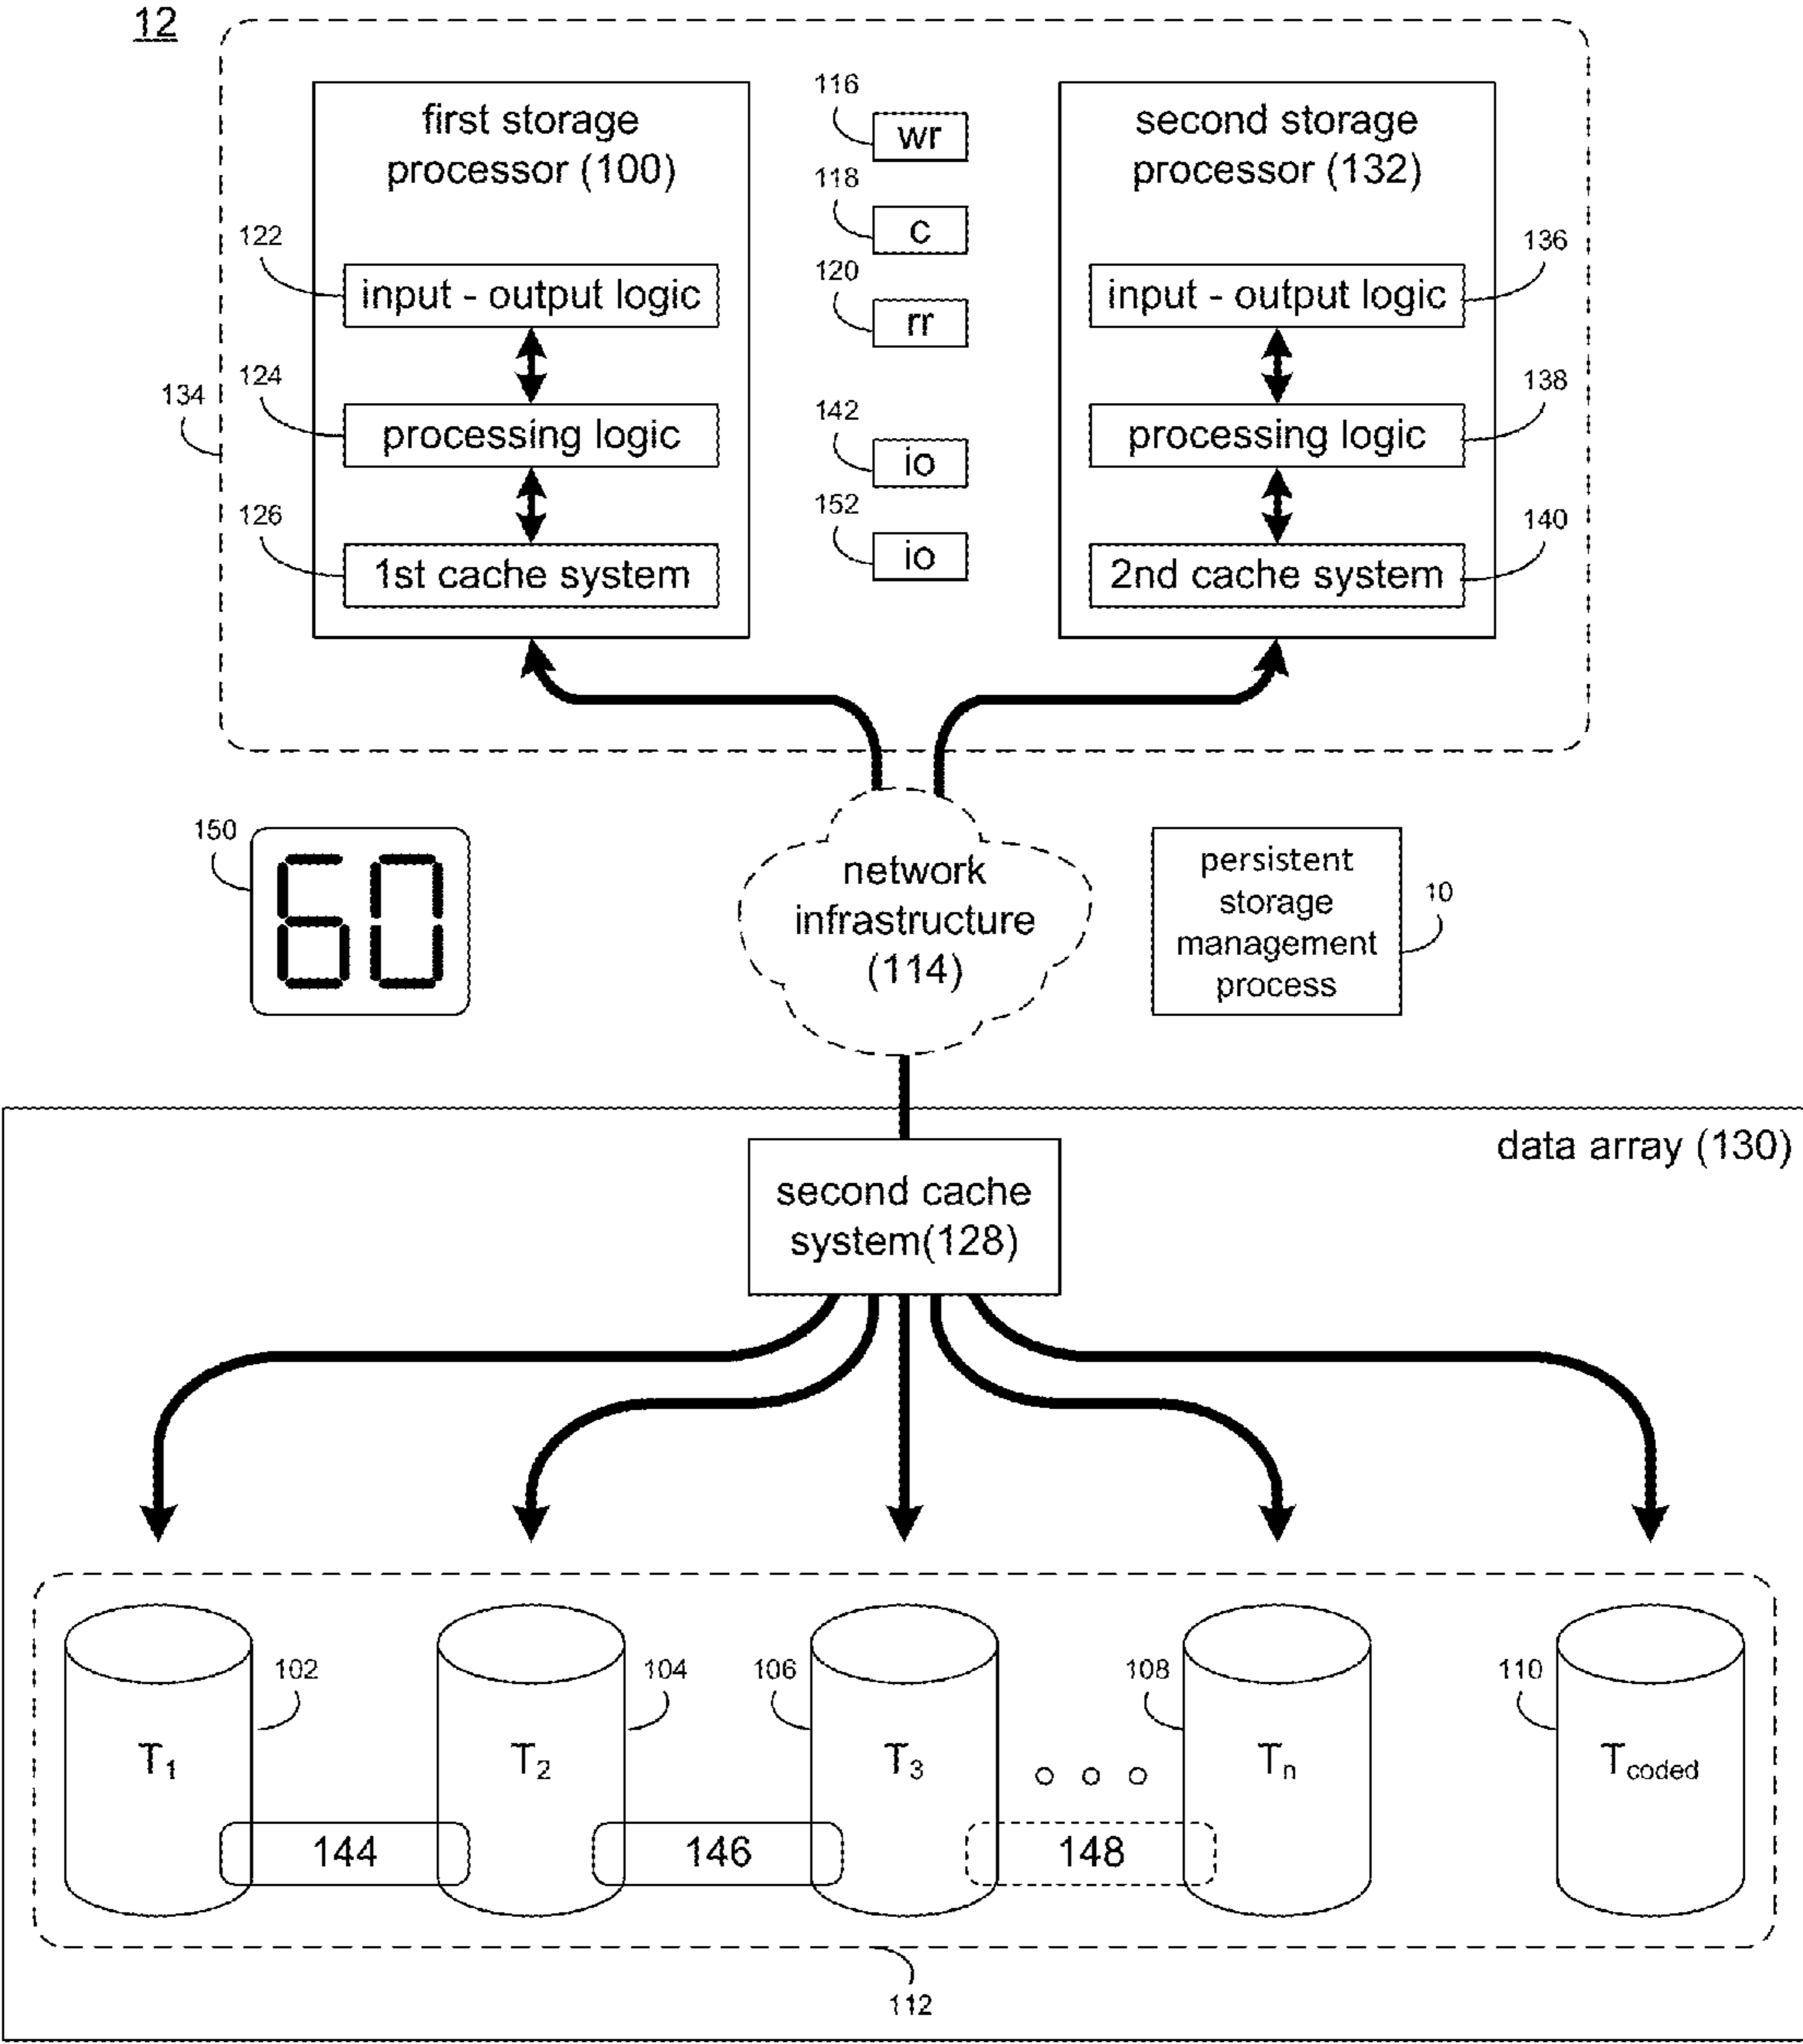 12
first storage
processor (100)
116
wr
second storage
processor (132)
118
c
122
input - output logic
120
rr
136
input - output logic
134
124
processing logic
142
io
138
processing logic
126
1st cache system
152
io
140
2nd cache system
150
60
network
infrastructure
(114)
persistent
storage
management
process
10
data array (130)
second cache
system(128)
102
104
106
108
110
T₁
T₂
T₃
Tₙ
T_coded
144
146
148
112